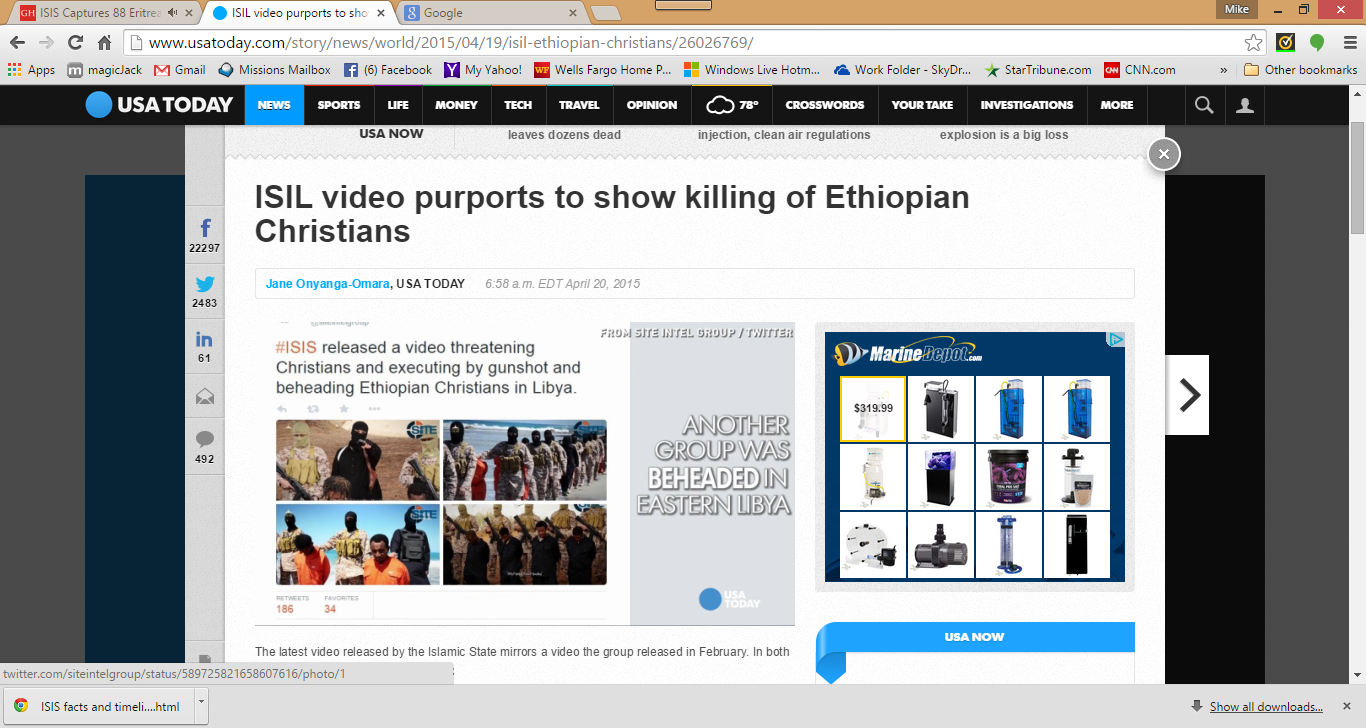 ISIS Captures 88 Eritrea
ISIL video purports to sho
Google
Mike
www.usatoday.com/story/news/world/2015/04/19/isil-ethiopian-christians/26026769/
Apps magicJack Gmail Missions Mailbox (6) Facebook My Yahoo! Wells Fargo Home P... Windows Live Hotm... Work Folder - SkyDr... StarTribune.com CNN.com » Other bookmarks
USA TODAY NEWS SPORTS LIFE MONEY TECH TRAVEL OPINION 78° CROSSWORDS YOUR TAKE INVESTIGATIONS MORE
USA NOW leaves dozens dead injection, clean air regulations explosion is a big loss
ISIL video purports to show killing of Ethiopian
Christians
22297
2483
61
492
Jane Onyanga-Omara, USA TODAY 6:58 a.m. EDT April 20, 2015
FROM SITE INTEL GROUP / TWITTER
#ISIS released a video threatening
Christians and executing by gunshot and
beheading Ethiopian Christians in Libya.
SITE
SITE
SITE
RETWEETS FAVORITES
186 34
ANOTHER
GROUP WAS
BEHEADED IN
EASTERN LIBYA
USA
TODAY
MarineDepot.com
$319.99
USA NOW
The latest video released by the Islamic State mirrors a video the group released in February. In both
twitter.com/siteintelgroup/status/589725821658607616/photo/1
ISIS facts and timeli....html
Show all downloads...